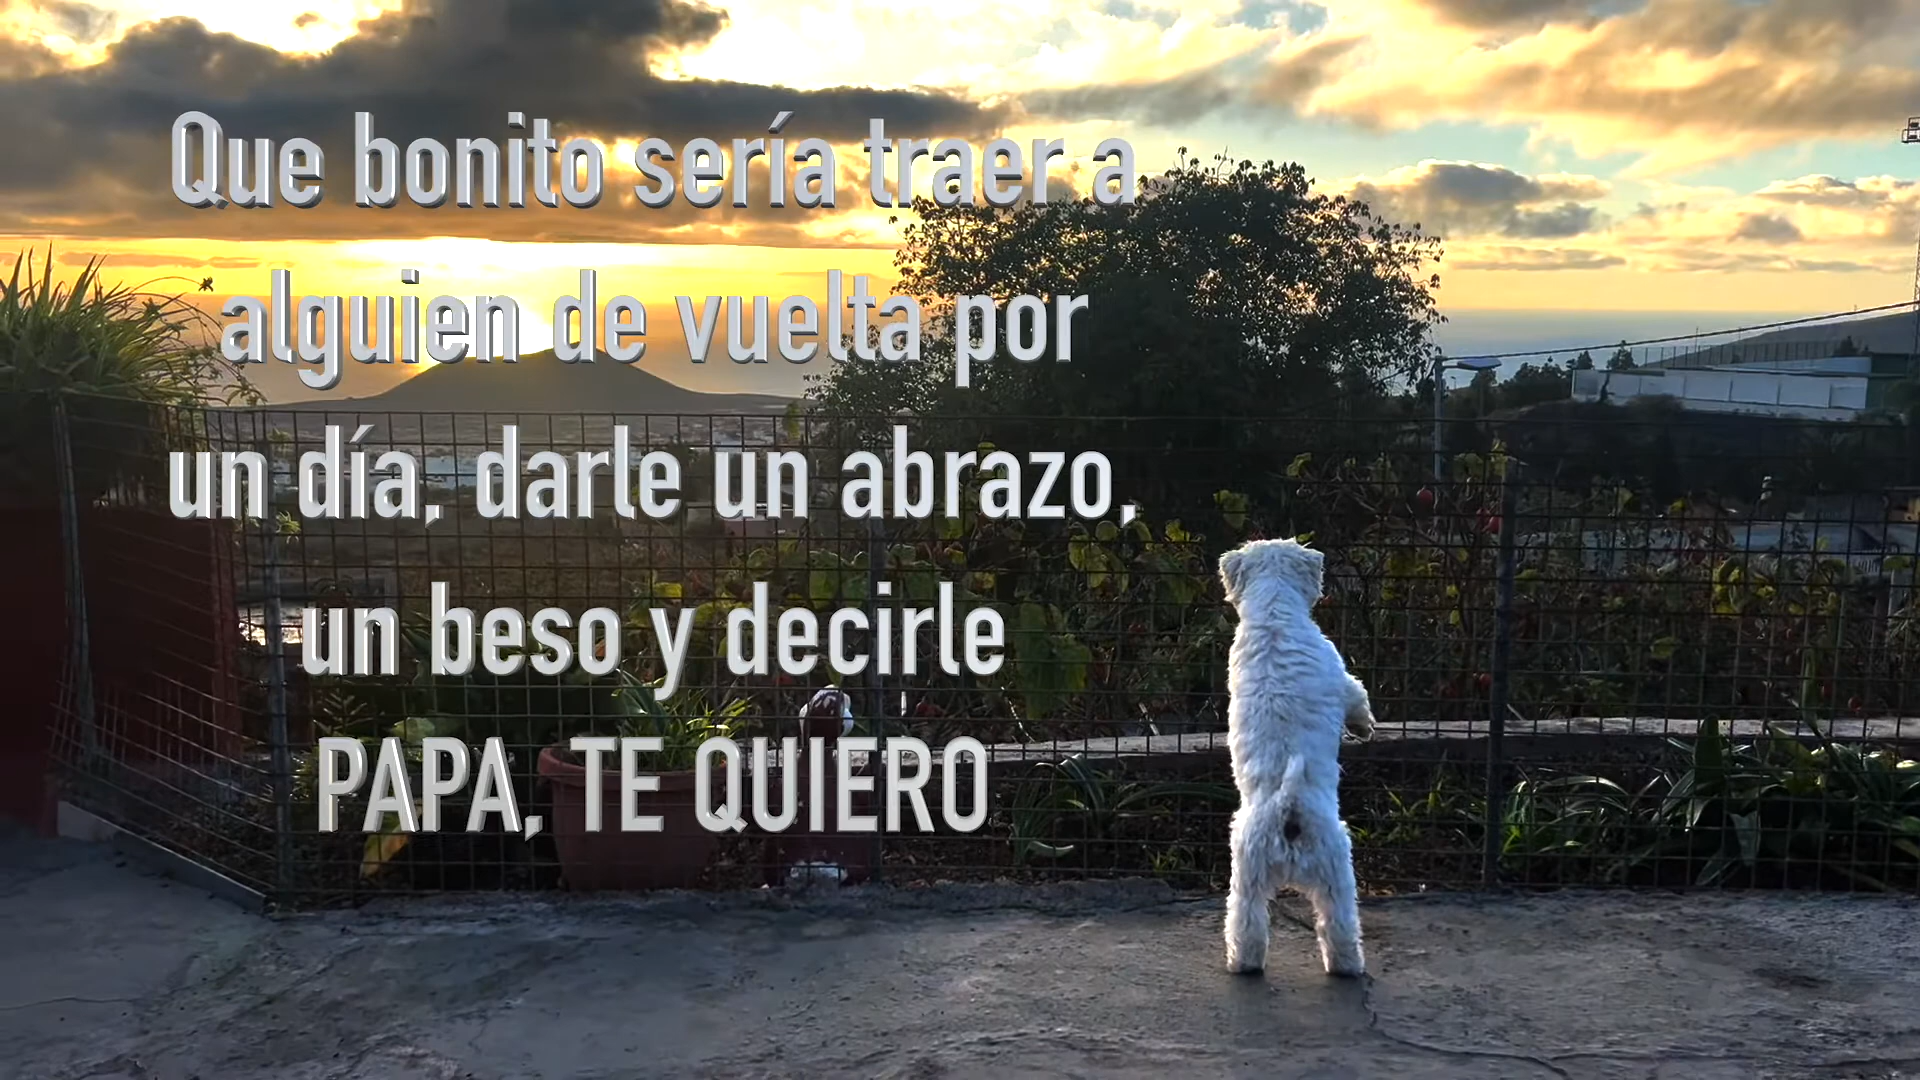 Que bonito sería traer a
alguien de vuelta por
un día, darle un abrazo,
un beso y decirle
PAPA, TE QUIERO